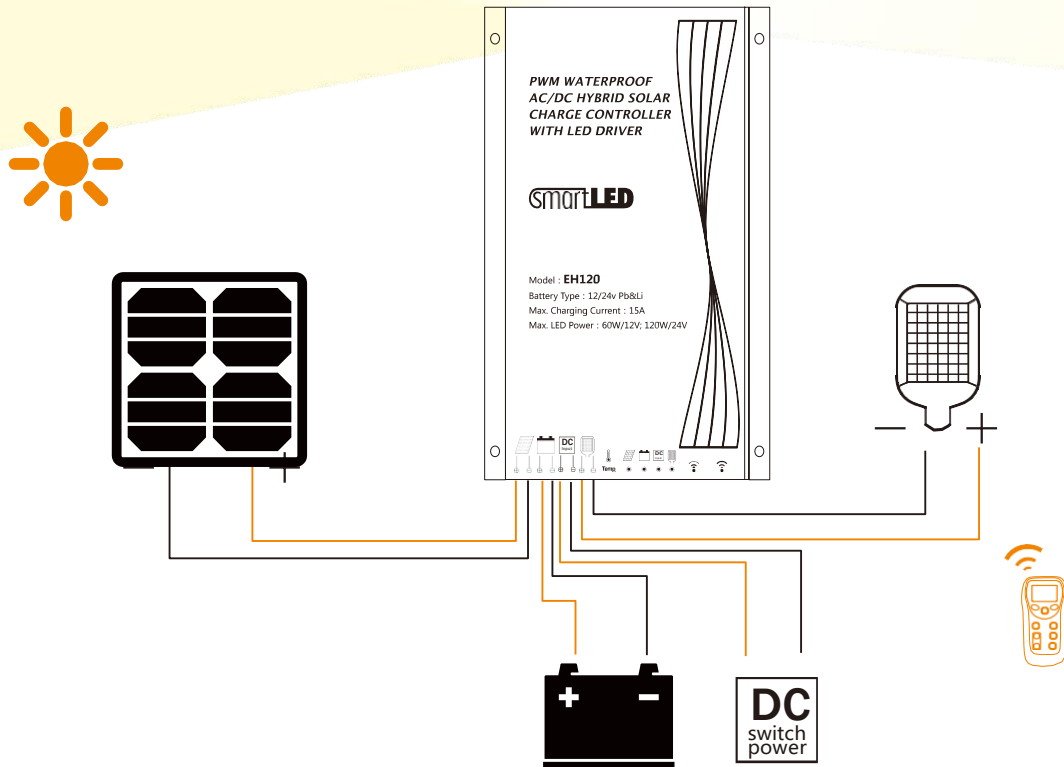 PWM WATERPROOF
AC/DC HYBRID SOLAR
CHARGE CONTROLLER
WITH LED DRIVER
smartLED
Model : EH120
Battery Type : 12/24v Pb&Li
Max. Charging Current : 15A
Max. LED Power : 60W/12V; 120W/24V
DC
input
DC
Temp
DC
switch
power